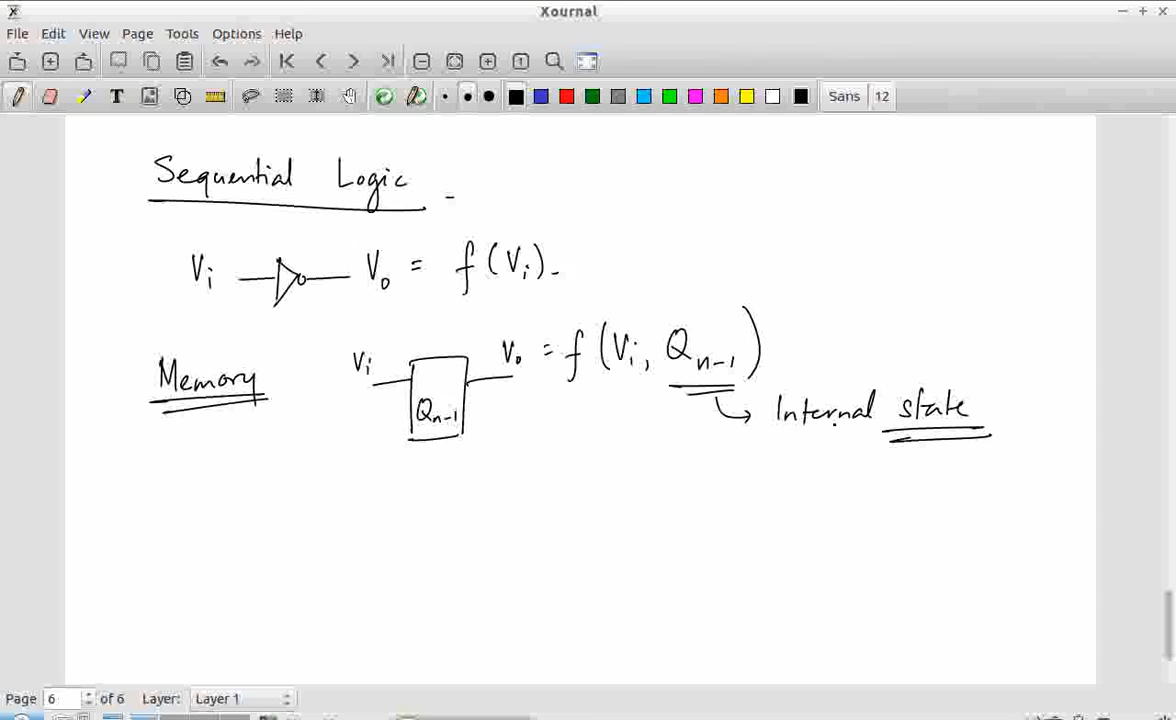 Xournal
File Edit View Page Tools Options Help
Sans 12
Sequential Logic
Vi Vo = f(Vi)
Memory Vi Qn-1 Vo = f(Vi, Qn-1)
Internal state
Page 6 of 6 Layer: Layer 1